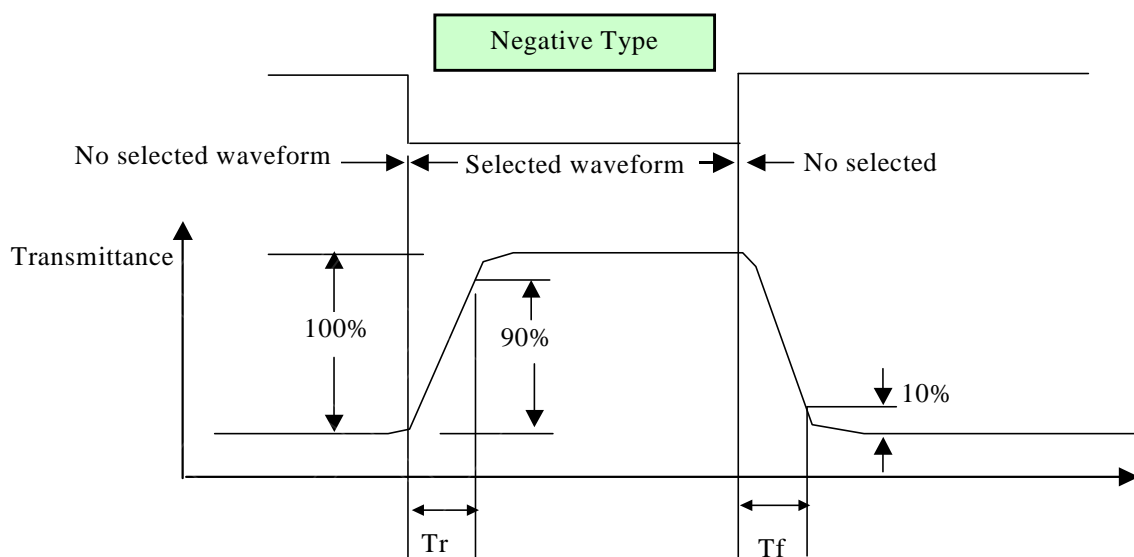 Negative Type
No selected waveform
Selected waveform
No selected
Transmittance
100%
90%
10%
Tr
Tf